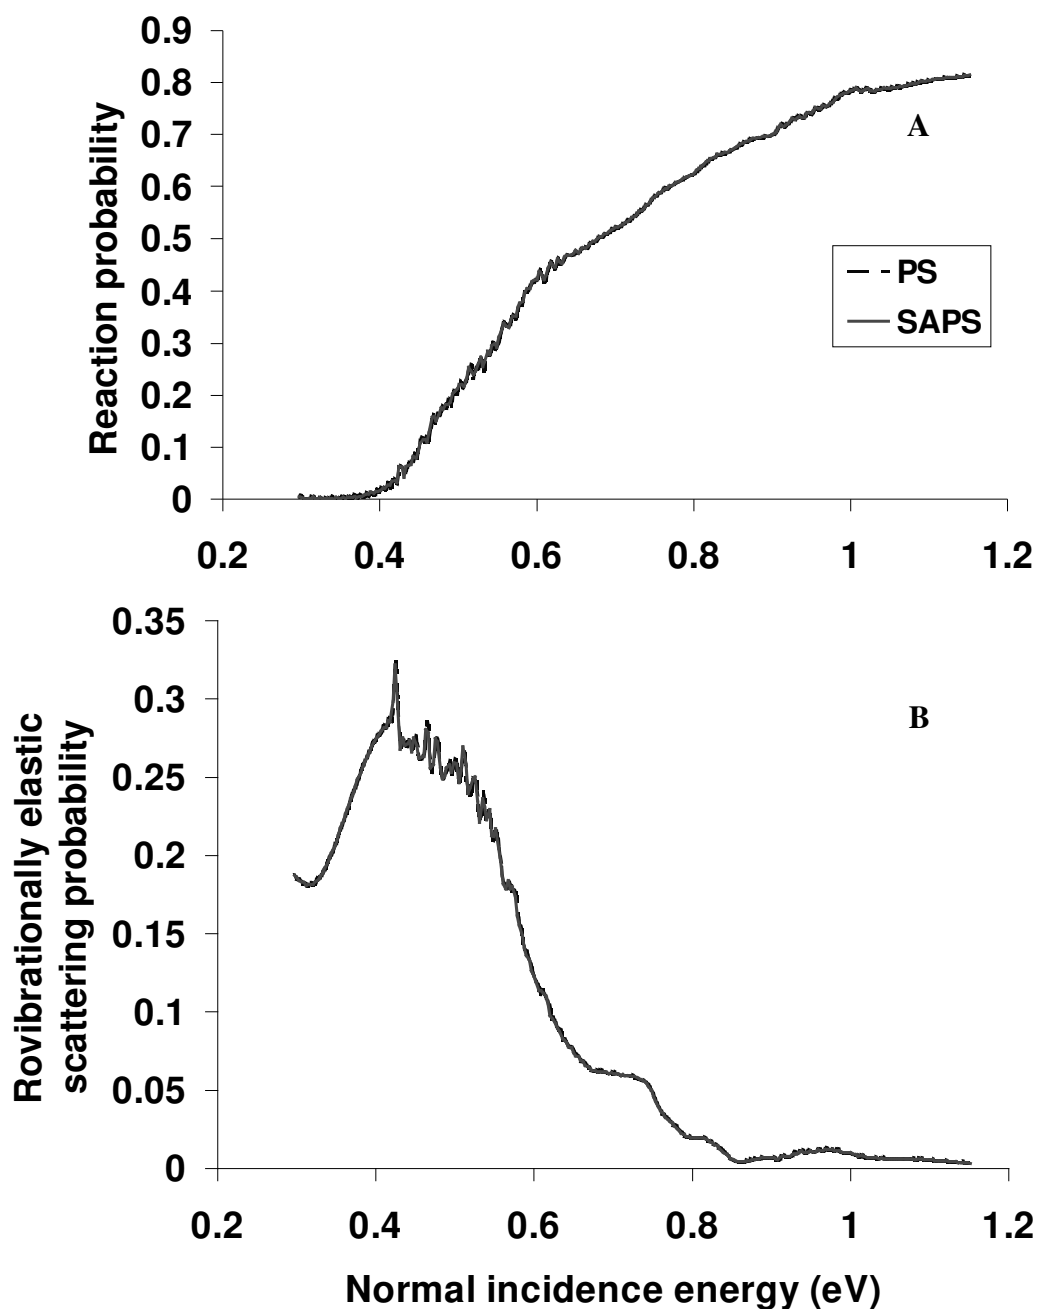 0.9
0.8
0.7
0.6
0.5
0.4
0.3
0.2
0.1
0
Reaction probability
A
PS
SAPS
0.2 0.4 0.6 0.8 1 1.2
0.35
0.3
0.25
0.2
0.15
0.1
0.05
0
Rovibrationally elastic
scattering probability
B
0.2 0.4 0.6 0.8 1 1.2
Normal incidence energy (eV)